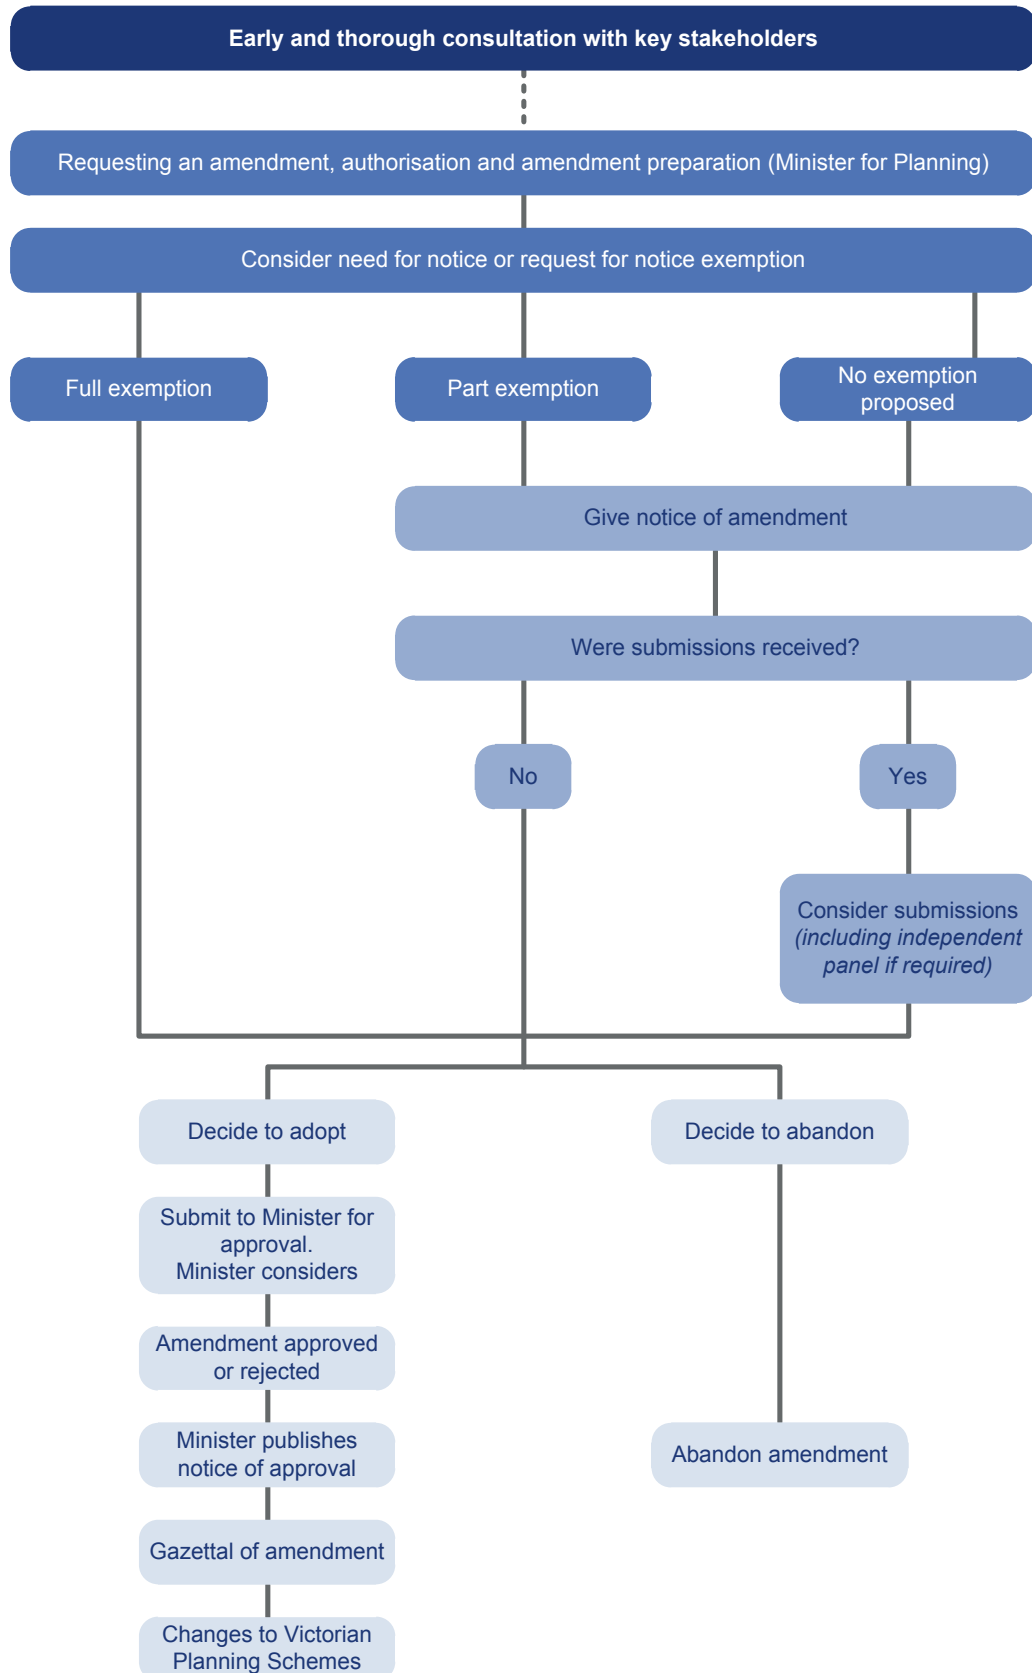 Early and thorough consultation with key stakeholders
Requesting an amendment, authorisation and amendment preparation (Minister for Planning)
Consider need for notice or request for notice exemption
Full exemption
Part exemption
No exemption
proposed
Give notice of amendment
Were submissions received?
No
Yes
Consider submissions
(including independent
panel if required)
Decide to adopt
Decide to abandon
Submit to Minister for
approval.
Minister considers
Amendment approved
or rejected
Minister publishes
notice of approval
Abandon amendment
Gazettal of amendment
Changes to Victorian
Planning Schemes